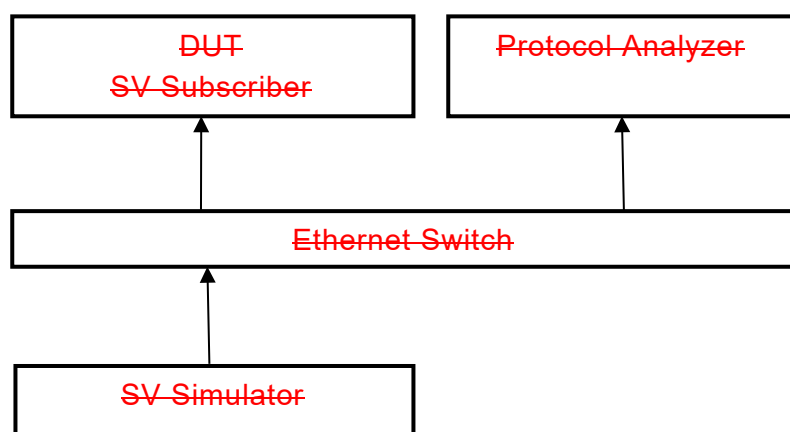 DUT
SV Subscriber
Protocol Analyzer
Ethernet Switch
SV Simulator